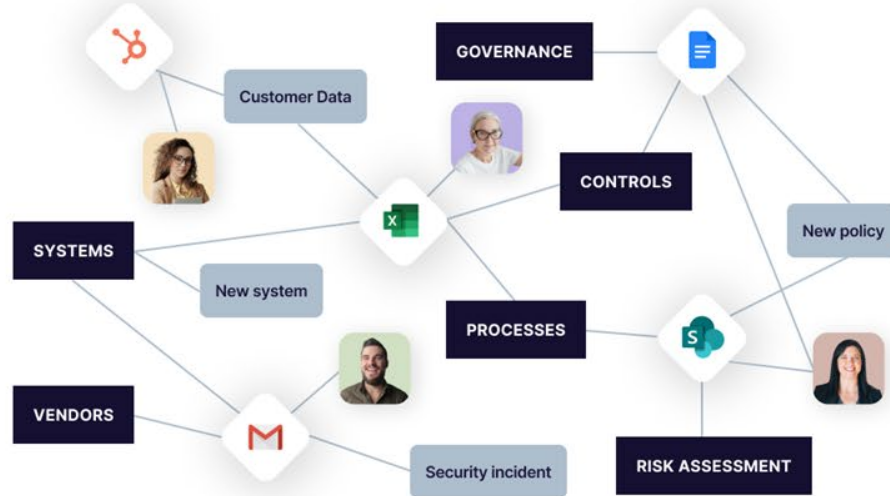 GOVERNANCE
Customer Data
CONTROLS
X
SYSTEMS
New policy
New system
PROCESSES
S
VENDORS
Security incident
RISK ASSESSMENT